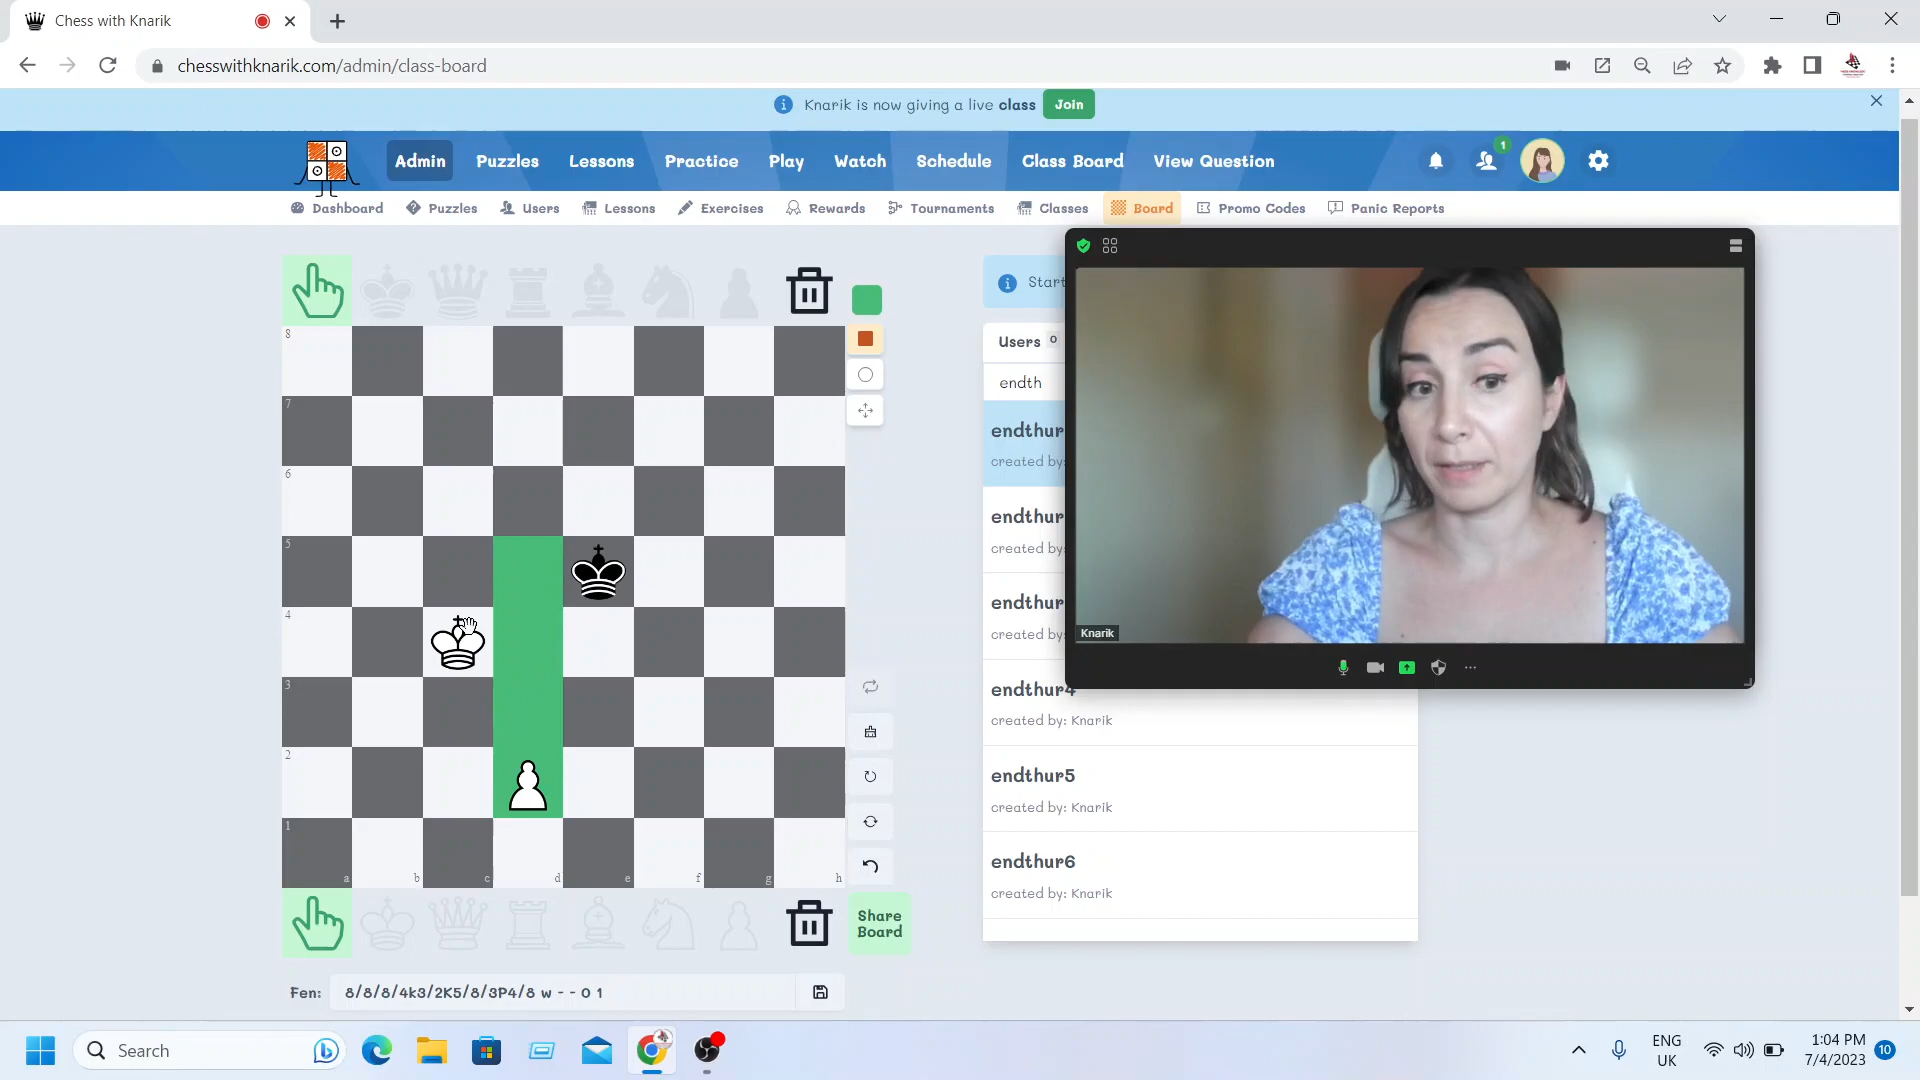 Chess with Knarik
chesswithknarik.com/admin/class-board
Knarik is now giving a live class Join
Admin Puzzles Lessons Practice Play Watch Schedule Class Board View Question
1
Dashboard Puzzles Users Lessons Exercises Rewards Tournaments Classes Board Promo Codes Panic Reports
Start
Users 0
endth
endthur
created by:
endthur
created by:
endthur
created by:
endthur4
created by: Knarik
endthur5
created by: Knarik
endthur6
created by: Knarik
Knarik
8
7
6
5
4
3
2
1
a b c d e f g h
Share
Board
Fen: 8/8/8/4k3/2K5/8/3P4/8 w - - 0 1
Search
ENG
UK
1:04 PM
7/4/2023
10